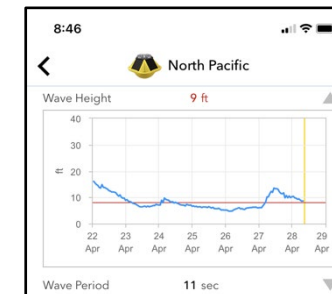 8:46
North Pacific
Wave Height 9 ft
40
30
20
10
0
ft
22 23 24 25 26 27 28 29
Apr Apr Apr Apr Apr Apr Apr Apr
Wave Period 11 sec